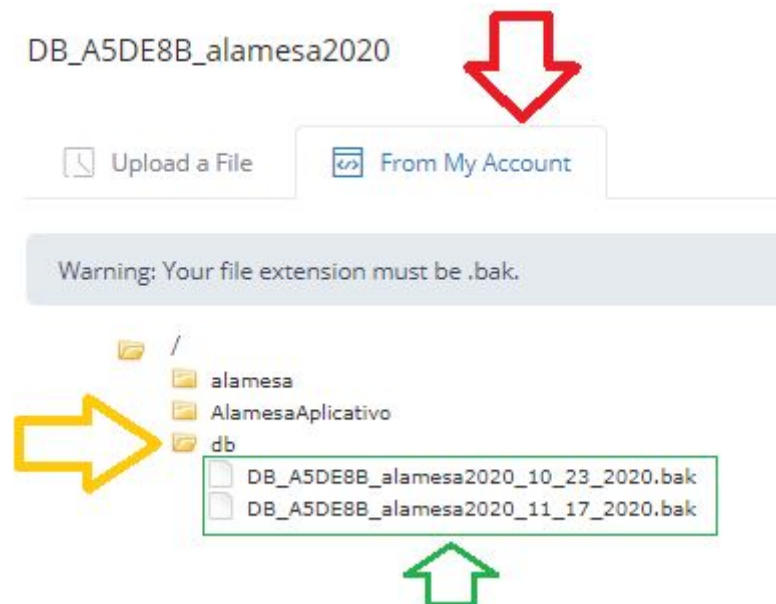 DB_A5DE8B_alamesa2020
Upload a File
From My Account
Warning: Your file extension must be .bak.
/
alamesa
AlamesaAplicativo
db
DB_A5DE8B_alamesa2020_10_23_2020.bak
DB_A5DE8B_alamesa2020_11_17_2020.bak